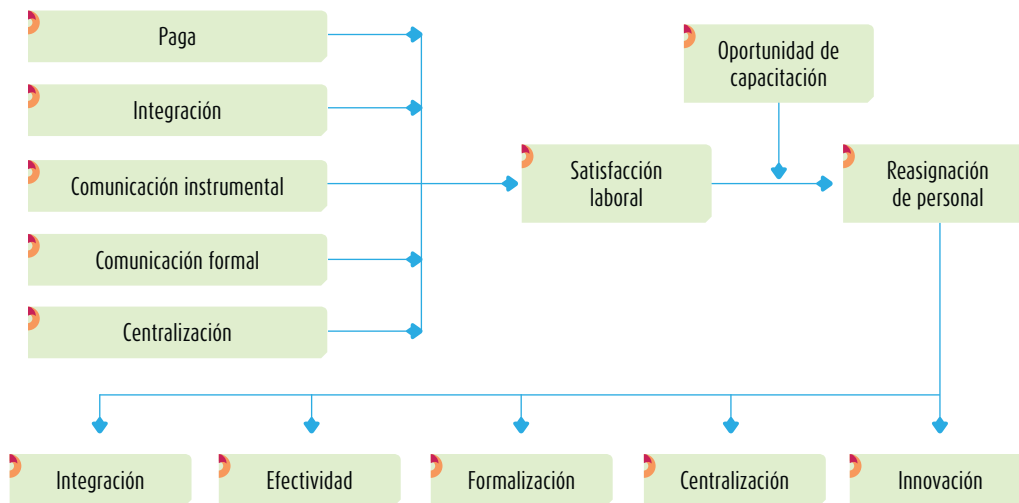 Paga
Integración
Comunicación instrumental
Comunicación formal
Centralización
Satisfacción
laboral
Oportunidad de
capacitación
Reasignación
de personal
Integración
Efectividad
Formalización
Centralización
Innovación